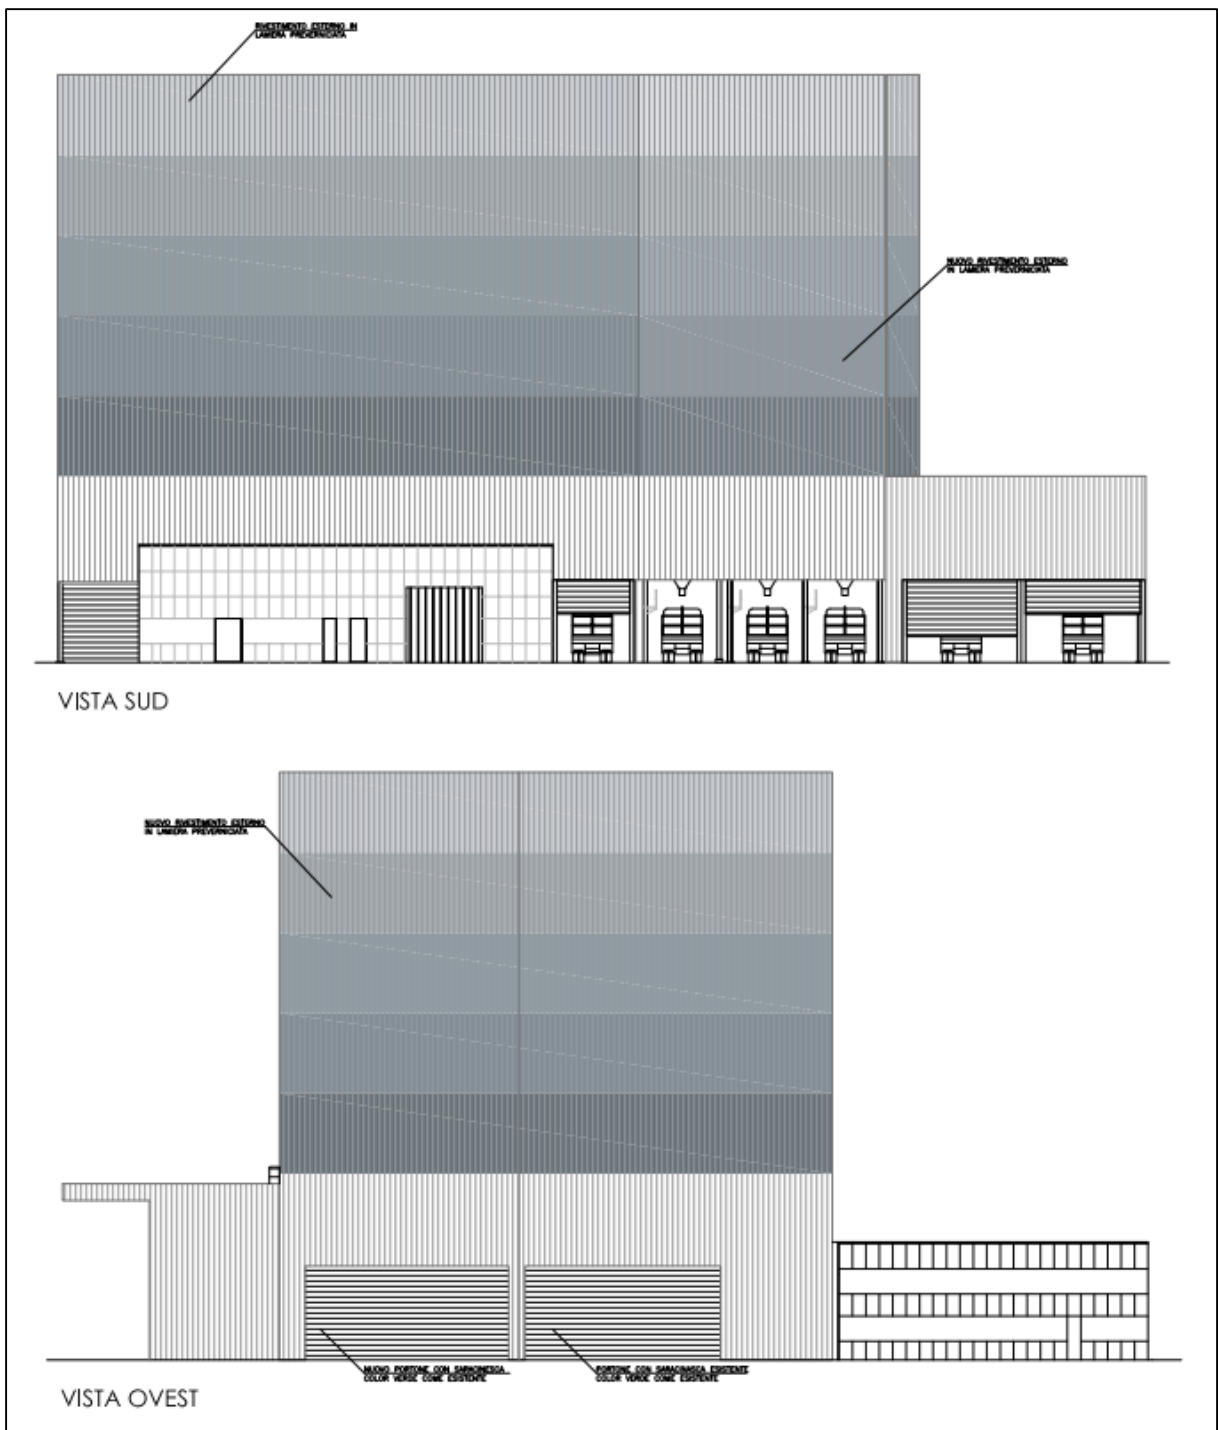 RIVESTIMENTO ESTERNO IN
LAMIERA PREVERNICIATA
NUOVO RIVESTIMENTO ESTERNO
IN LAMIERA PREVERNICIATA
VISTA SUD
NUOVO RIVESTIMENTO ESTERNO
IN LAMIERA PREVERNICIATA
NUOVO PORTONE CON SARACINESCA
COLOR VERDE COME ESISTENTE
PORTONE CON SARACINASCA ESISTENTE
COLOR VERDE COME ESISTENTE
VISTA OVEST